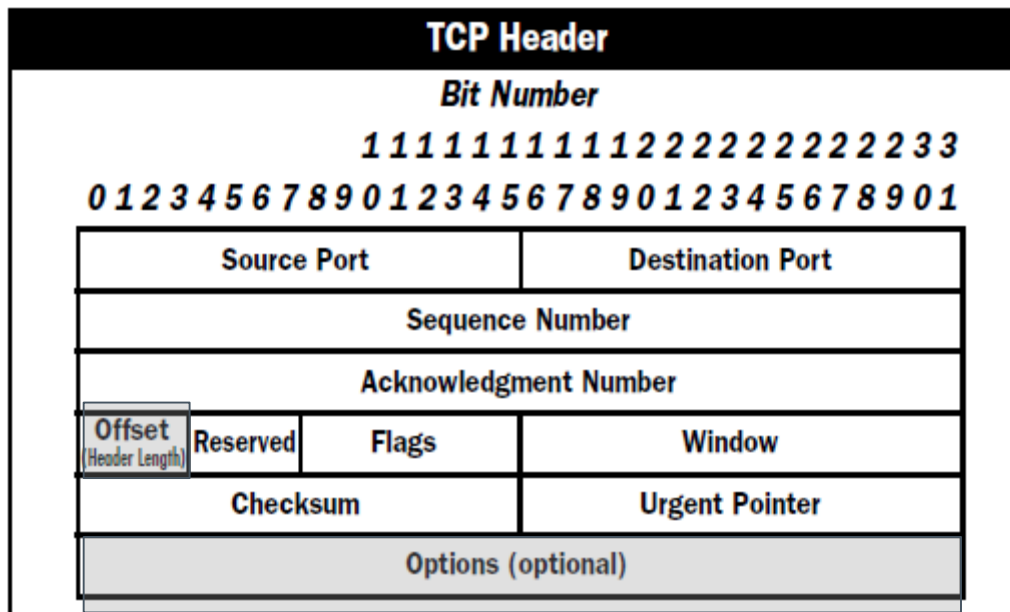 TCP Header
Bit Number
1 1 1 1 1 1 1 1 1 1 2 2 2 2 2 2 2 2 2 2 3 3
0 1 2 3 4 5 6 7 8 9 0 1 2 3 4 5 6 7 8 9 0 1 2 3 4 5 6 7 8 9 0 1
Source Port Destination Port
Sequence Number
Acknowledgment Number
Offset
(Header Length) Reserved Flags Window
Checksum Urgent Pointer
Options (optional)